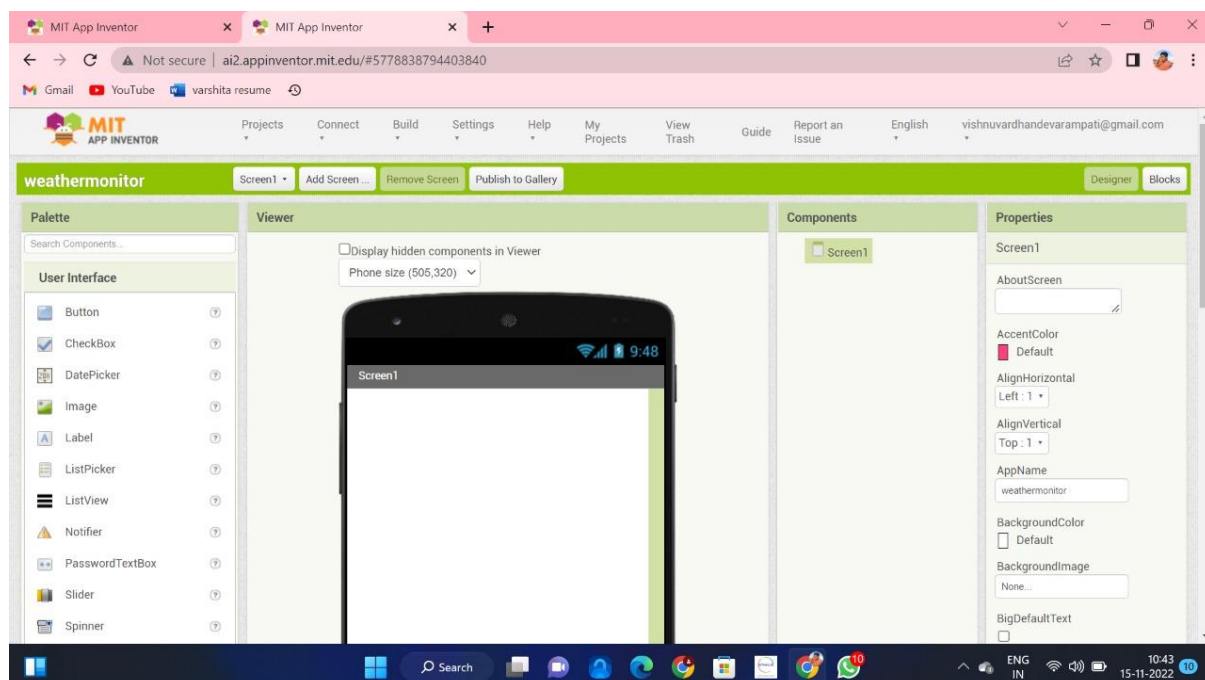 MIT App Inventor
MIT App Inventor
Not secure | ai2.appinventor.mit.edu/#5778838794403840
Gmail YouTube varshita resume
MIT APP INVENTOR
Projects Connect Build Settings Help My Projects View Trash Guide Report an Issue English vishnuvardhandevarampati@gmail.com
weathermonitor Screen1 Add Screen ... Remove Screen Publish to Gallery Designer Blocks
Palette Viewer Components Properties
Search Components...
User Interface
Button
CheckBox
DatePicker
Image
Label
ListPicker
ListView
Notifier
PasswordTextBox
Slider
Spinner
Display hidden components in Viewer
Phone size (505,320)
9:48
Screen1
Screen1
Screen1
AboutScreen
AccentColor
Default
AlignHorizontal
Left : 1
AlignVertical
Top : 1
AppName
weathermonitor
BackgroundColor
Default
BackgroundImage
None...
BigDefaultText
Search
10
ENG
IN
10:43
15-11-2022
10